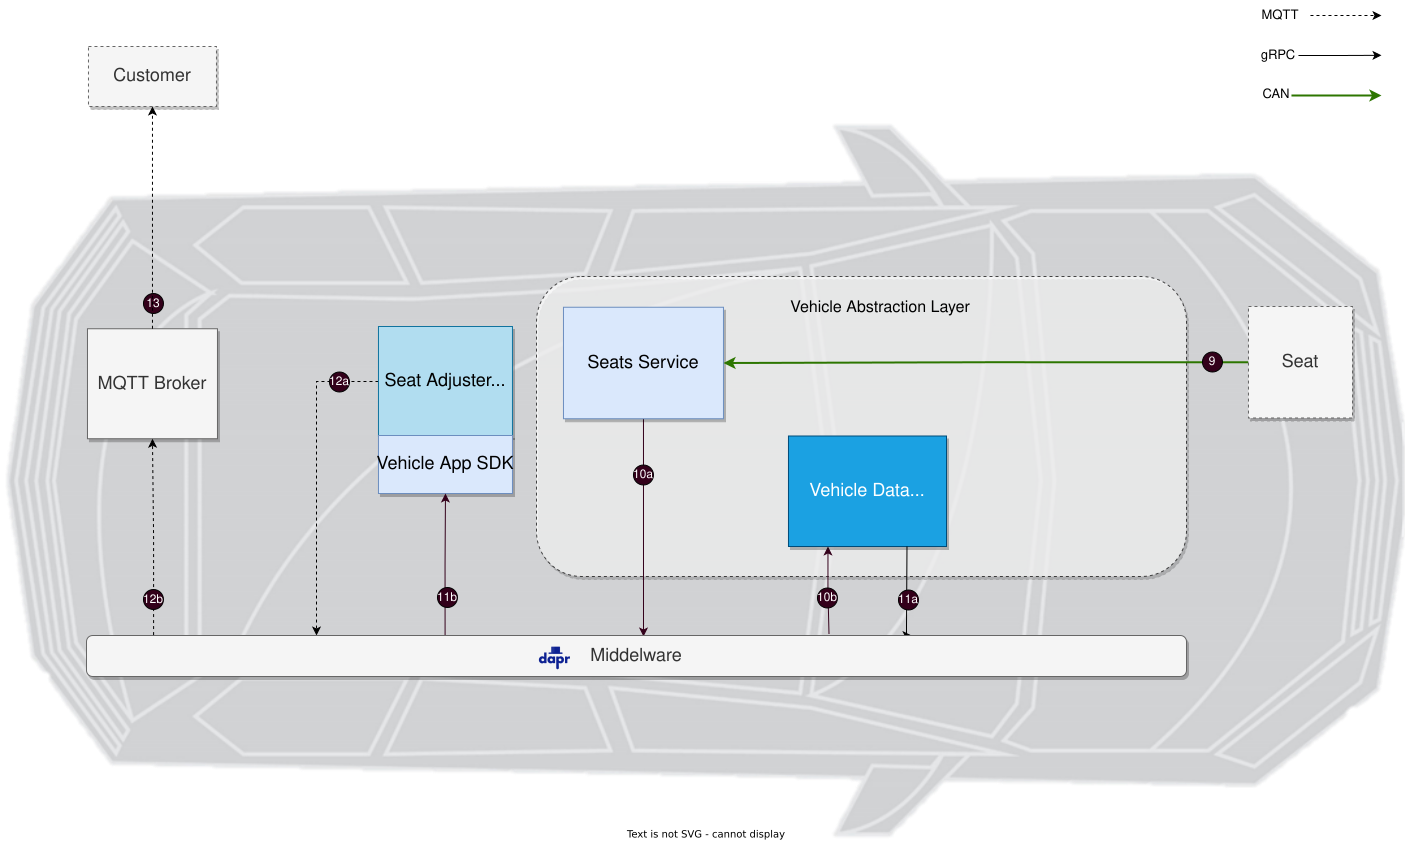 MQTT
gRPC
CAN
Customer
13
MQTT Broker
12a
Seat Adjuster...
Vehicle App SDK
Vehicle Abstraction Layer
Seats Service
9
Seat
10a
Vehicle Data...
12b
11b
10b
11a
dapr
Middelware
Text is not SVG - cannot display